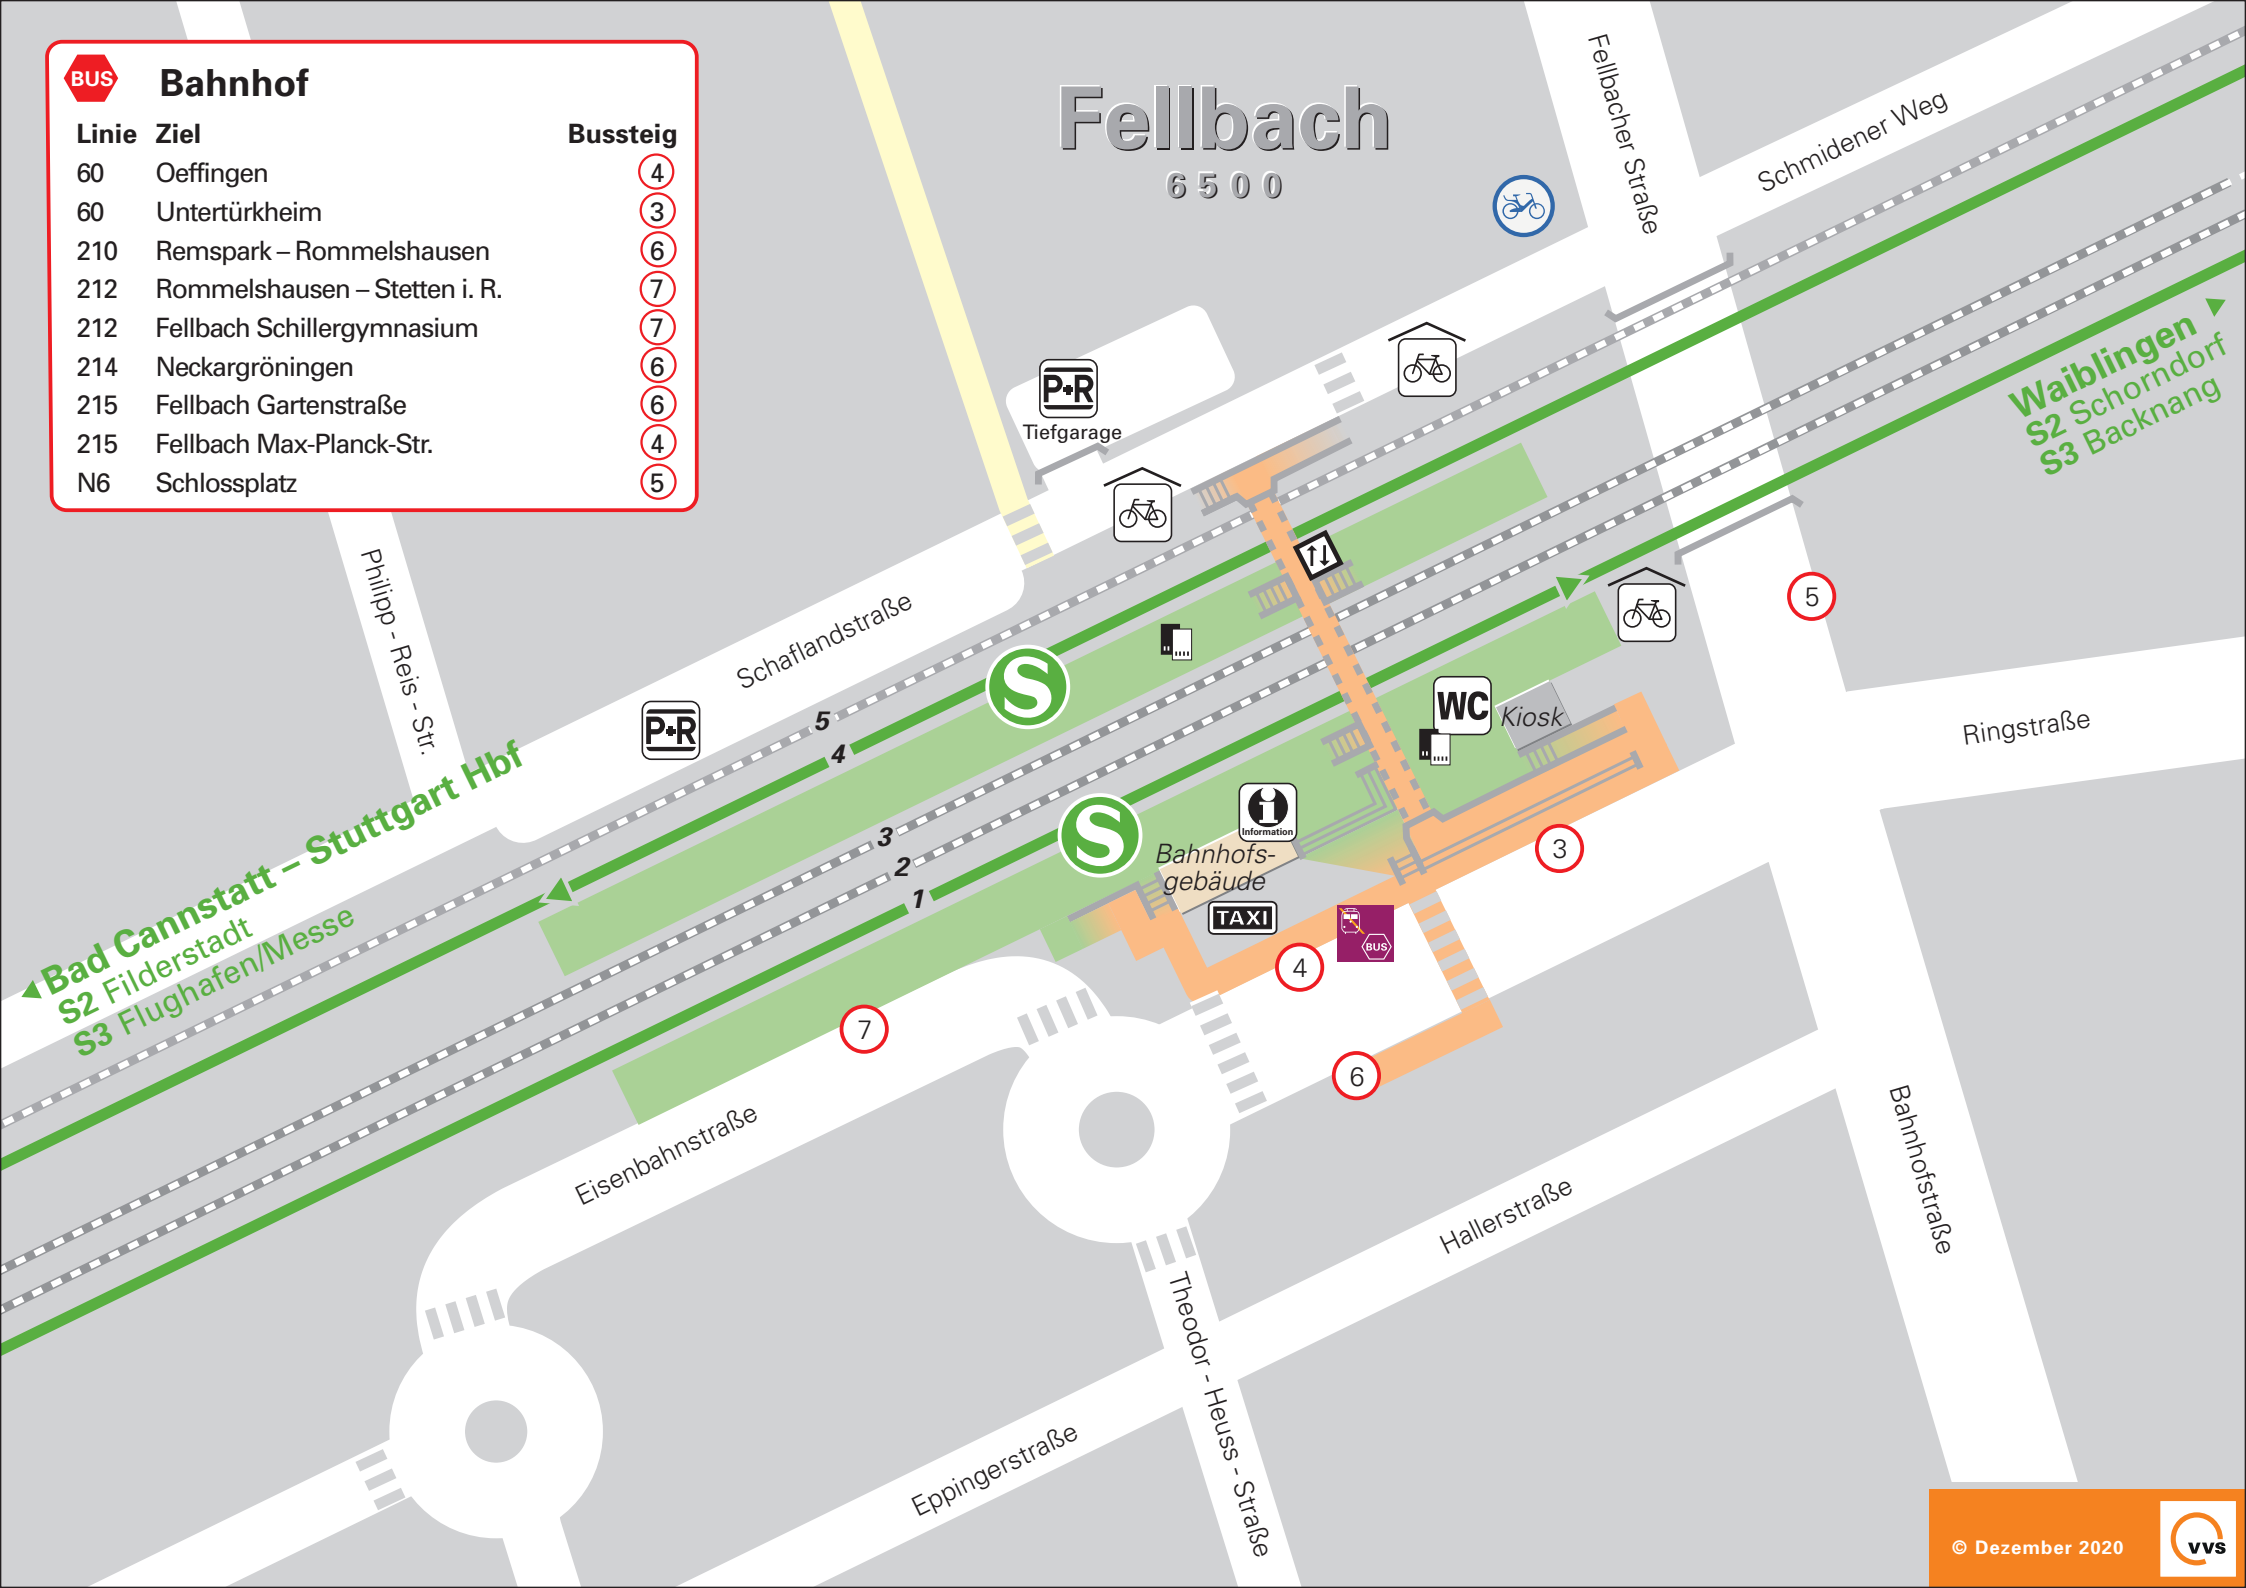 BUS
Bahnhof
Linie Ziel Bussteig
60 Oeffingen 4
60 Untertürkheim 3
210 Remspark – Rommelshausen 6
212 Rommelshausen – Stetten i. R. 7
212 Fellbach Schillergymnasium 7
214 Neckargröningen 6
215 Fellbach Gartenstraße 6
215 Fellbach Max-Planck-Str. 4
N6 Schlossplatz 5
Fellbach
6500
Fellbacher Straße
Schmidener Weg
P+R
Tiefgarage
Waiblingen
S2 Schorndorf
S3 Backnang
Philipp - Reis - Str.
Schaflandstraße
P+R
S
5
4
3
2
1
S
5
WC
Kiosk
Ringstraße
i
Information
Bahnhofs-
gebäude
TAXI
BUS
3
4
6
7
Bad Cannstatt – Stuttgart Hbf
S2 Filderstadt
S3 Flughafen/Messe
Eisenbahnstraße
Hallerstraße
Bahnhofstraße
Theodor - Heuss - Straße
Eppingerstraße
© Dezember 2020
VVS